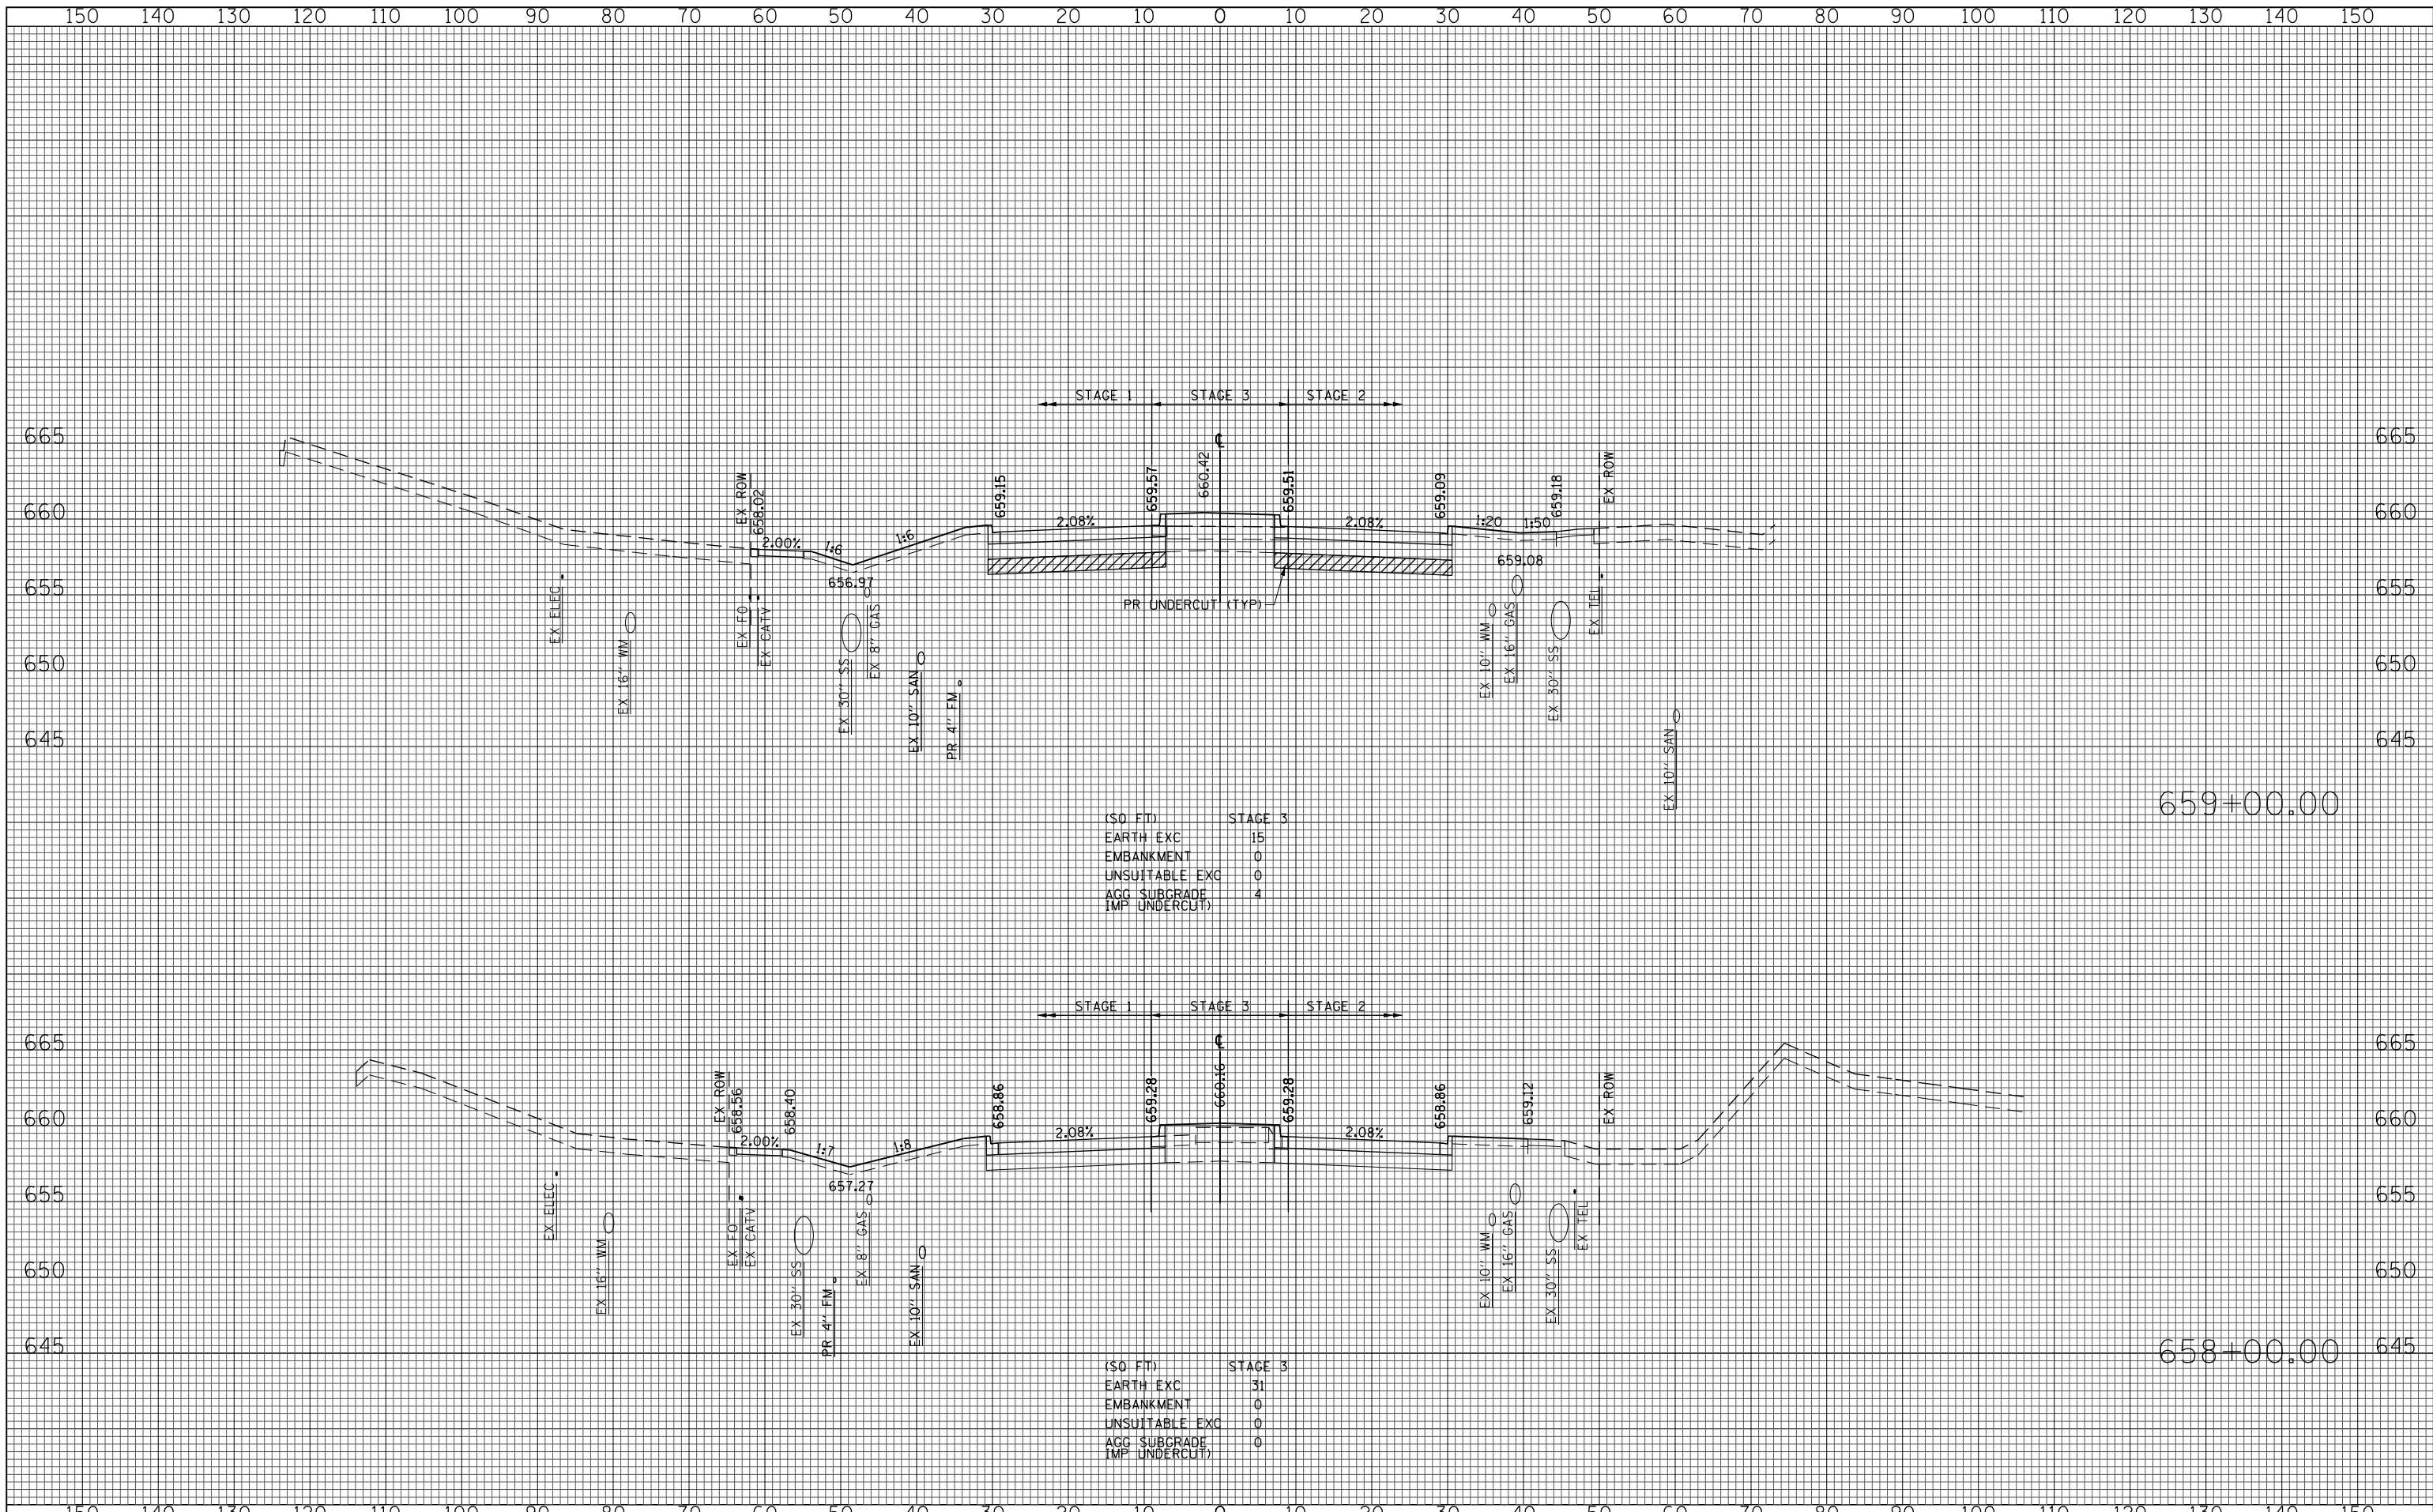 150 140 130 120 110 100 90 80 70 60 50 40 30 20 10 0 10 20 30 40 50 60 70 80 90 100 110 120 130 140 150
STAGE 1 STAGE 3 STAGE 2
665 ℄ 665
EX ROW 658.02 659.15 659.57 660.42 659.51 659.09 659.18 EX ROW
660 660
2.00% 1:6 1:6 2.08% 2.08% 1:20 1:50
656.97 659.08
655 655
PR UNDERCUT (TYP)
EX ELEC
EX 16" WM
EX FO
EX CATV
EX 30" SS
EX 8" GAS
EX 10" SAN
PR 4" FM
EX 10" WM
EX 16" GAS
EX 30" SS
EX TEL
EX 10" SAN
650 650
645 645
659+00.00
(SQ FT) STAGE 3
EARTH EXC 15
EMBANKMENT 0
UNSUITABLE EXC 0
AGG SUBGRADE 4
IMP UNDERCUT)
STAGE 1 STAGE 3 STAGE 2
665 ℄ 665
EX ROW 658.56 658.40 658.86 659.28 660.16 659.28 658.86 659.12 EX ROW
660 660
2.00% 1:7 1:8 2.08% 2.08%
657.27
655 655
EX ELEC
EX 16" WM
EX FO
EX CATV
EX 30" SS
PR 4" FM
EX 8" GAS
EX 10" SAN
EX 10" WM
EX 16" GAS
EX 30" SS
EX TEL
650 650
645 658+00.00 645
(SQ FT) STAGE 3
EARTH EXC 31
EMBANKMENT 0
UNSUITABLE EXC 0
AGG SUBGRADE 0
IMP UNDERCUT)
150 140 130 120 110 100 90 80 70 60 50 40 30 20 10 0 10 20 30 40 50 60 70 80 90 100 110 120 130 140 150